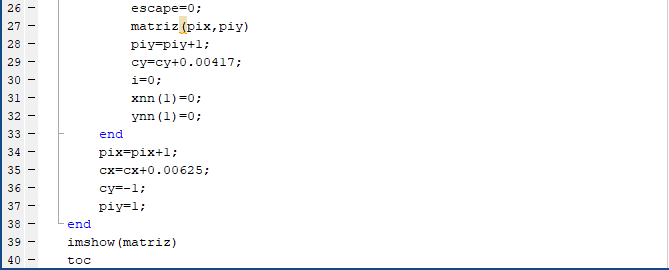 26 - escape=0;
27 - matriz(pix,piy)
28 - piy=piy+1;
29 - cy=cy+0.00417;
30 - i=0;
31 - xnn(1)=0;
32 - ynn(1)=0;
33 - end
34 - pix=pix+1;
35 - cx=cx+0.00625;
36 - cy=-1;
37 - piy=1;
38 - end
39 - imshow(matriz)
40 - toc